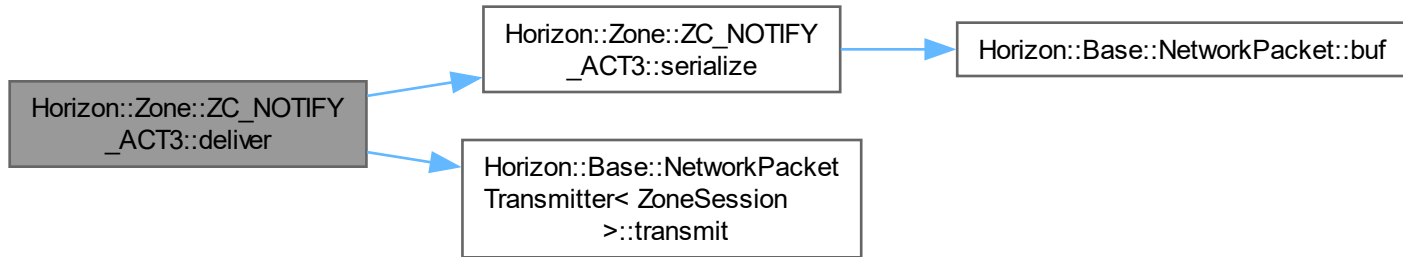 Horizon::Zone::ZC_NOTIFY
_ACT3::deliver
Horizon::Zone::ZC_NOTIFY
_ACT3::serialize
Horizon::Base::NetworkPacket::buf
Horizon::Base::NetworkPacket
Transmitter< ZoneSession
>::transmit